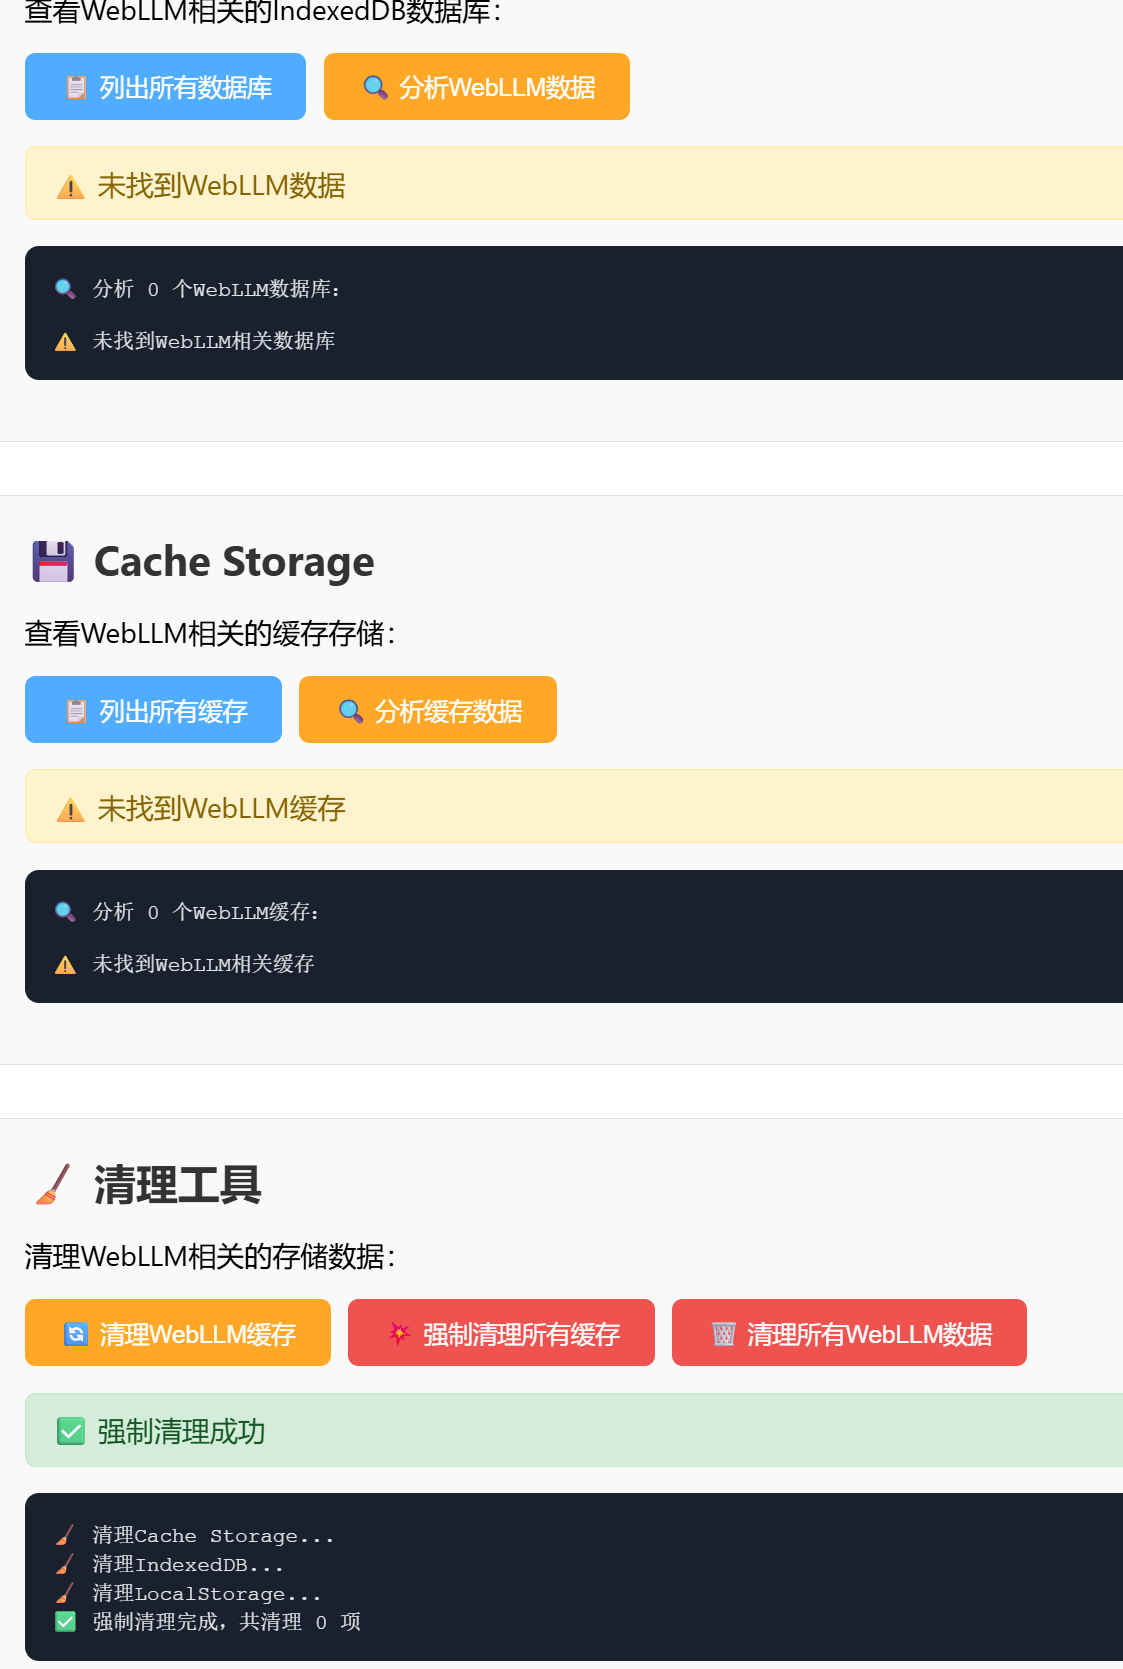 查看WebLLM相关的IndexedDB数据库：
📋 列出所有数据库
🔍 分析WebLLM数据
⚠️ 未找到WebLLM数据
🔍 分析 0 个WebLLM数据库：
⚠️ 未找到WebLLM相关数据库
💾 Cache Storage
查看WebLLM相关的缓存存储：
📋 列出所有缓存
🔍 分析缓存数据
⚠️ 未找到WebLLM缓存
🔍 分析 0 个WebLLM缓存：
⚠️ 未找到WebLLM相关缓存
🧹 清理工具
清理WebLLM相关的存储数据：
🔄 清理WebLLM缓存
💥 强制清理所有缓存
🗑️ 清理所有WebLLM数据
✅ 强制清理成功
🧹 清理Cache Storage...
🧹 清理IndexedDB...
🧹 清理LocalStorage...
✅ 强制清理完成，共清理 0 项